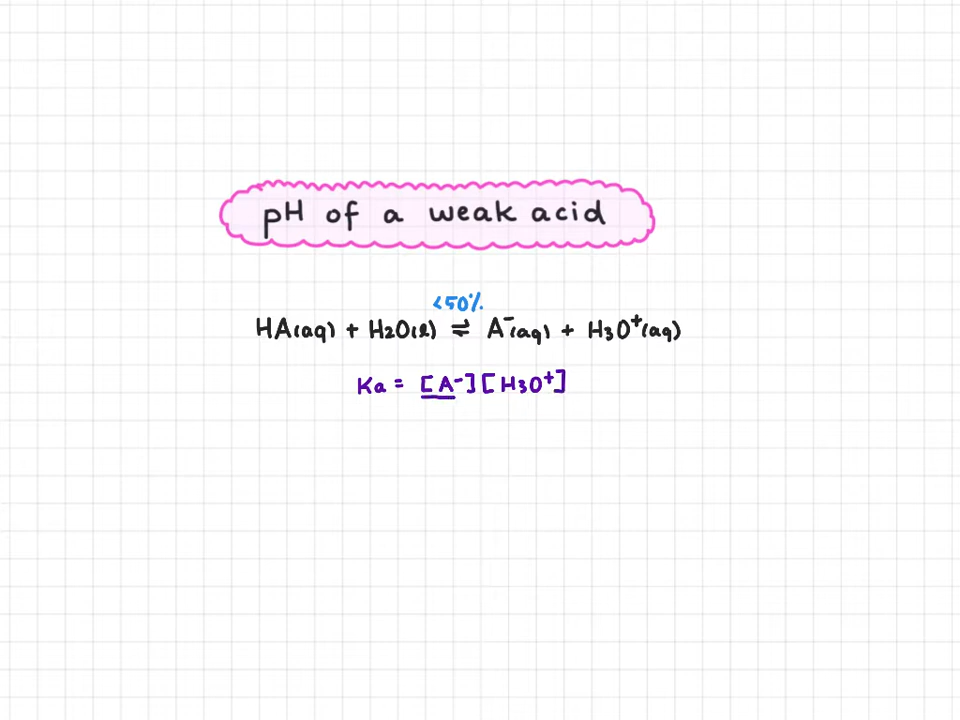 pH of a weak acid
<50%
HA(aq) + H2O(l) ⇌ A⁻(aq) + H3O⁺(aq)
Ka = [A⁻][H3O⁺]